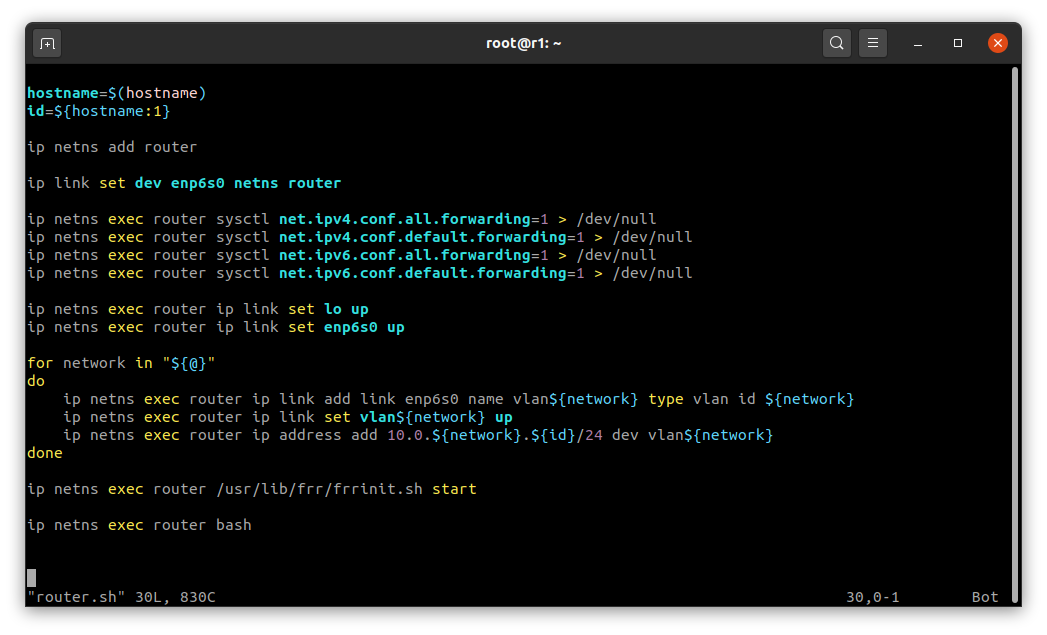 root@r1: ~
hostname=$(hostname)
id=${hostname:1}
ip netns add router
ip link set dev enp6s0 netns router
ip netns exec router sysctl net.ipv4.conf.all.forwarding=1 > /dev/null
ip netns exec router sysctl net.ipv4.conf.default.forwarding=1 > /dev/null
ip netns exec router sysctl net.ipv6.conf.all.forwarding=1 > /dev/null
ip netns exec router sysctl net.ipv6.conf.default.forwarding=1 > /dev/null
ip netns exec router ip link set lo up
ip netns exec router ip link set enp6s0 up
for network in "${@}"
do
    ip netns exec router ip link add link enp6s0 name vlan${network} type vlan id ${network}
    ip netns exec router ip link set vlan${network} up
    ip netns exec router ip address add 10.0.${network}.${id}/24 dev vlan${network}
done
ip netns exec router /usr/lib/frr/frrinit.sh start
ip netns exec router bash
"router.sh" 30L, 830C 30,0-1 Bot